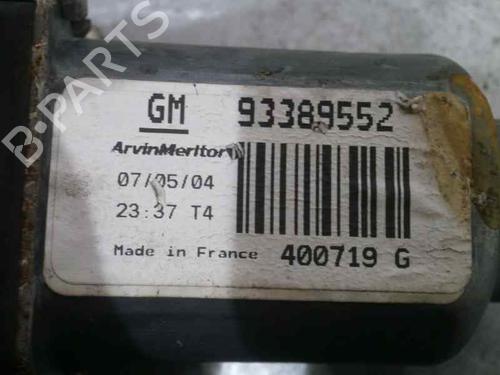 B-PARTS
GM 93389552
ArvinMeritor
07/05/04
23:37 T4
Made in France 400719 G